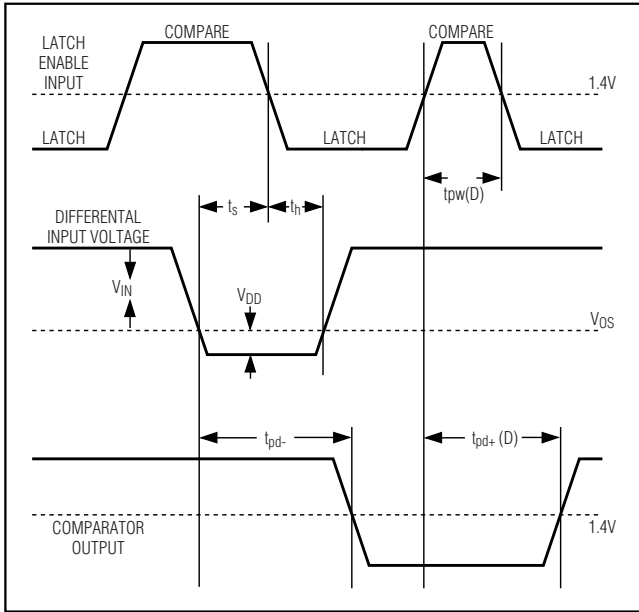 COMPARE
COMPARE
LATCH
ENABLE
INPUT
1.4V
LATCH
LATCH
LATCH
tpw(D)
ts
th
DIFFERENTAL
INPUT VOLTAGE
VIN
VDD
VOS
tpd-
tpd+ (D)
COMPARATOR
OUTPUT
1.4V